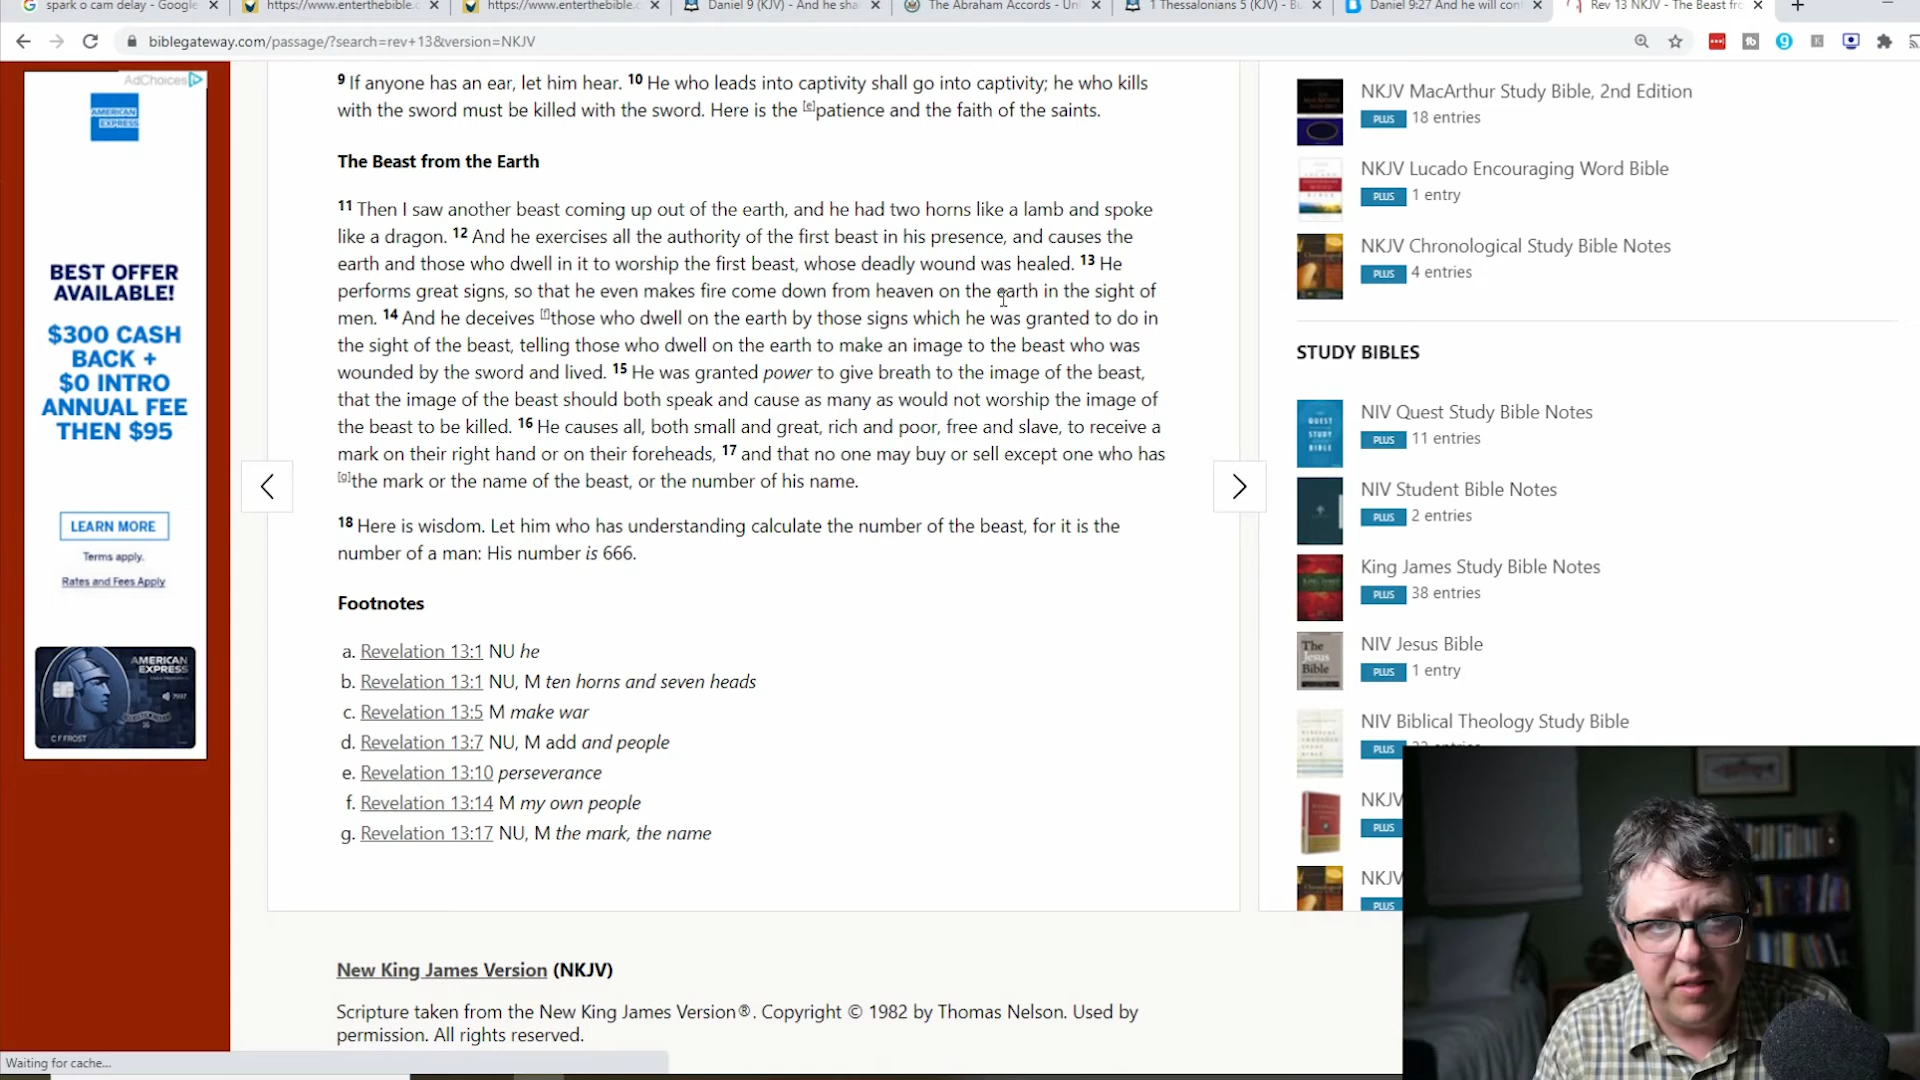 spark o cam delay - Google
https://www.enterthebible.
https://www.enterthebible.
Daniel 9 (KJV) - And he sha
The Abraham Accords - Un
1 Thessalonians 5 (KJV) - Bu
Daniel 9:27 And he will con
Rev 13 NKJV - The Beast fro
biblegateway.com/passage/?search=rev+13&version=NKJV
AdChoices
AMERICAN
EXPRESS
BEST OFFER
AVAILABLE!
$300 CASH
BACK +
$0 INTRO
ANNUAL FEE
THEN $95
LEARN MORE
Terms apply.
Rates and Fees Apply
AMERICAN
EXPRESS
C F FROST
9 If anyone has an ear, let him hear. 10 He who leads into captivity shall go into captivity; he who kills
with the sword must be killed with the sword. Here is the [e]patience and the faith of the saints.
The Beast from the Earth
11 Then I saw another beast coming up out of the earth, and he had two horns like a lamb and spoke
like a dragon. 12 And he exercises all the authority of the first beast in his presence, and causes the
earth and those who dwell in it to worship the first beast, whose deadly wound was healed. 13 He
performs great signs, so that he even makes fire come down from heaven on the earth in the sight of
men. 14 And he deceives [f]those who dwell on the earth by those signs which he was granted to do in
the sight of the beast, telling those who dwell on the earth to make an image to the beast who was
wounded by the sword and lived. 15 He was granted power to give breath to the image of the beast,
that the image of the beast should both speak and cause as many as would not worship the image of
the beast to be killed. 16 He causes all, both small and great, rich and poor, free and slave, to receive a
mark on their right hand or on their foreheads, 17 and that no one may buy or sell except one who has
[g]the mark or the name of the beast, or the number of his name.
18 Here is wisdom. Let him who has understanding calculate the number of the beast, for it is the
number of a man: His number is 666.
Footnotes
a. Revelation 13:1 NU he
b. Revelation 13:1 NU, M ten horns and seven heads
c. Revelation 13:5 M make war
d. Revelation 13:7 NU, M add and people
e. Revelation 13:10 perseverance
f. Revelation 13:14 M my own people
g. Revelation 13:17 NU, M the mark, the name
New King James Version (NKJV)
Scripture taken from the New King James Version®. Copyright © 1982 by Thomas Nelson. Used by
permission. All rights reserved.
NKJV MacArthur Study Bible, 2nd Edition
PLUS 18 entries
NKJV Lucado Encouraging Word Bible
PLUS 1 entry
NKJV Chronological Study Bible Notes
PLUS 4 entries
STUDY BIBLES
NIV Quest Study Bible Notes
PLUS 11 entries
NIV Student Bible Notes
PLUS 2 entries
King James Study Bible Notes
PLUS 38 entries
The
Jesus
Bible
NIV Jesus Bible
PLUS 1 entry
NIV Biblical Theology Study Bible
PLUS
NKJV
PLUS
NKJV
PLUS
Waiting for cache...